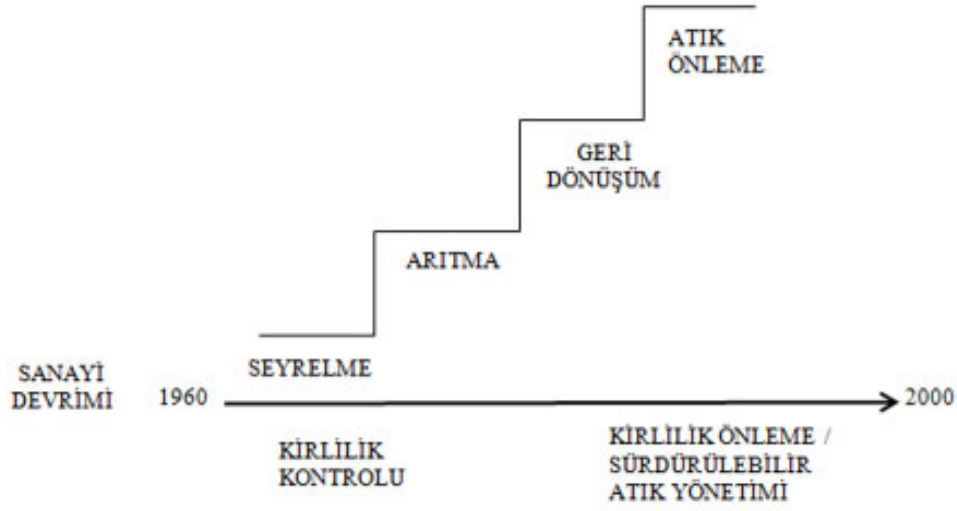 ATIK
ÖNLEME
GERİ
DÖNÜŞÜM
ARITMA
SEYRELME
SANAYİ
DEVRİMİ
1960
2000
KİRLİLİK
KONTROLU
KİRLİLİK ÖNLEME /
SÜRDÜRÜLEBİLİR
ATIK YÖNETİMİ